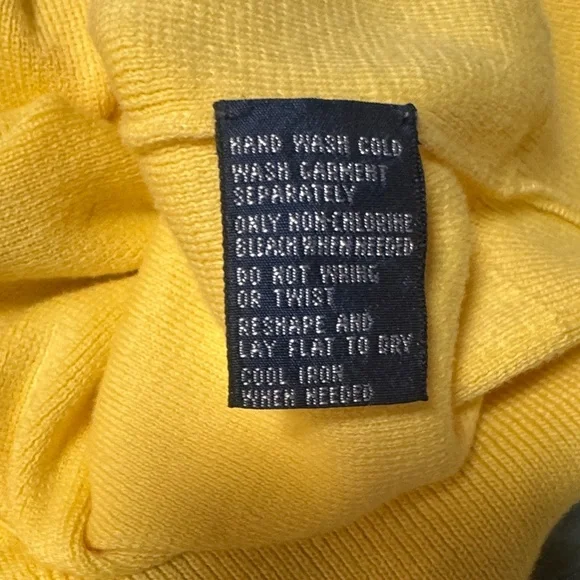 HAND WASH COLD
WASH GARMENT
SEPARATELY
ONLY NON-CHLORINE
BLEACH WHEN NEEDED
DO NOT WRING
OR TWIST
RESHAPE AND
LAY FLAT TO DRY
COOL IRON
WHEN NEEDED